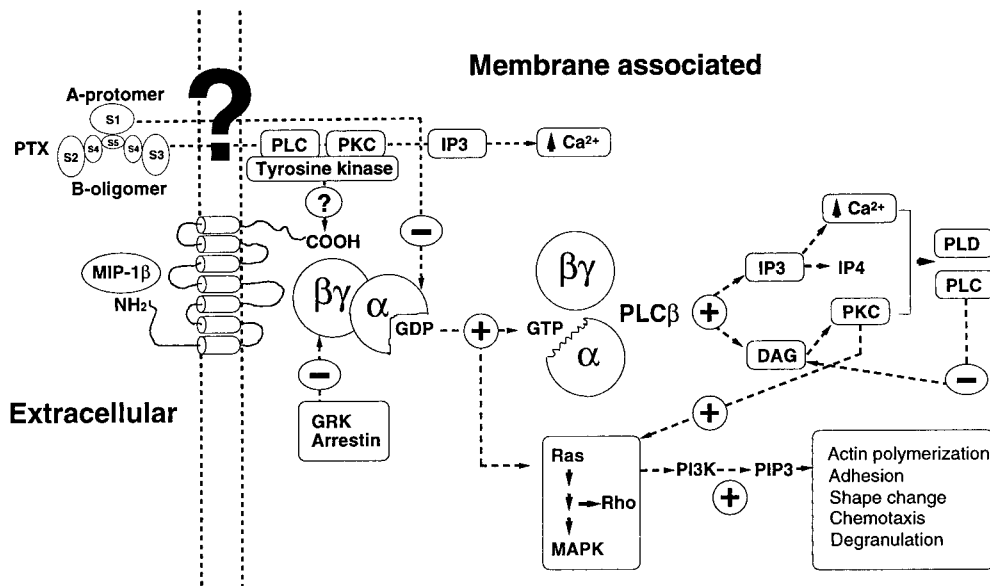 Membrane associated
A-protomer
?
S1
PTX
S2
S4
S5
S4
S3
B-oligomer
PLC
PKC
IP3
Ca2+
Tyrosine kinase
?
COOH
−
MIP-1β
NH2
βγ
α
GDP
+
GTP
βγ
α
PLCβ
+
IP3
IP4
Ca2+
DAG
PKC
PLD
PLC
−
−
GRK
Arrestin
Extracellular
+
Ras
Rho
MAPK
PI3K
PIP3
+
Actin polymerization
Adhesion
Shape change
Chemotaxis
Degranulation